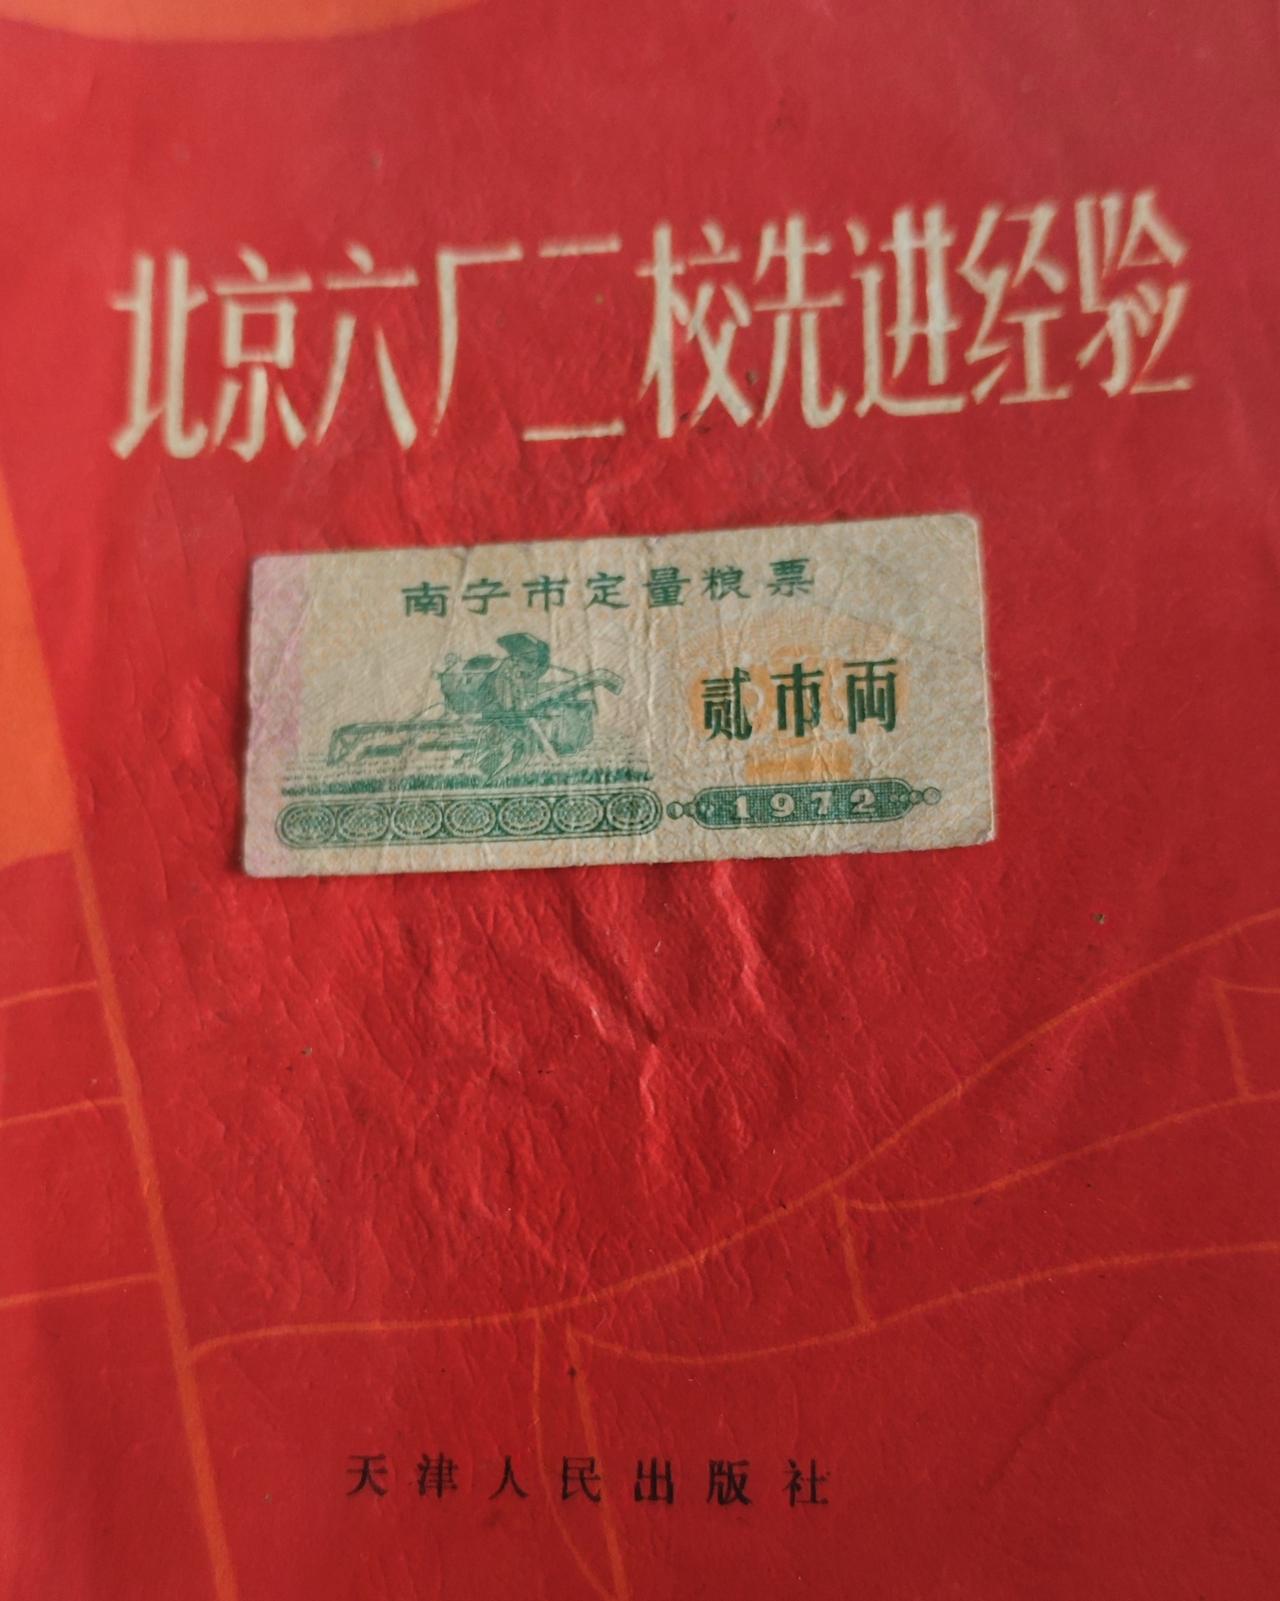 北京六厂二校先进经验
南宁市定量粮票
贰市両
1972
天津人民出版社